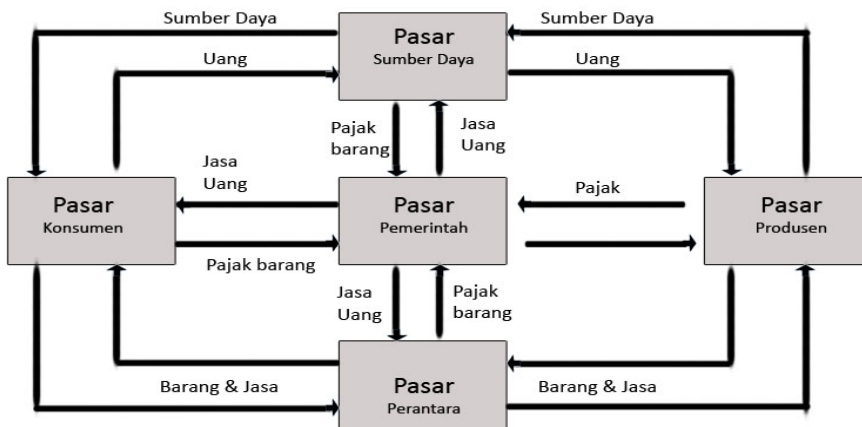 Sumber Daya
Sumber Daya
Pasar
Sumber Daya
Uang
Uang
Pajak
barang
Jasa
Uang
Jasa
Uang
Pajak
Pasar
Konsumen
Pasar
Pemerintah
Pasar
Produsen
Pajak barang
Jasa
Uang
Pajak
barang
Barang & Jasa
Pasar
Perantara
Barang & Jasa